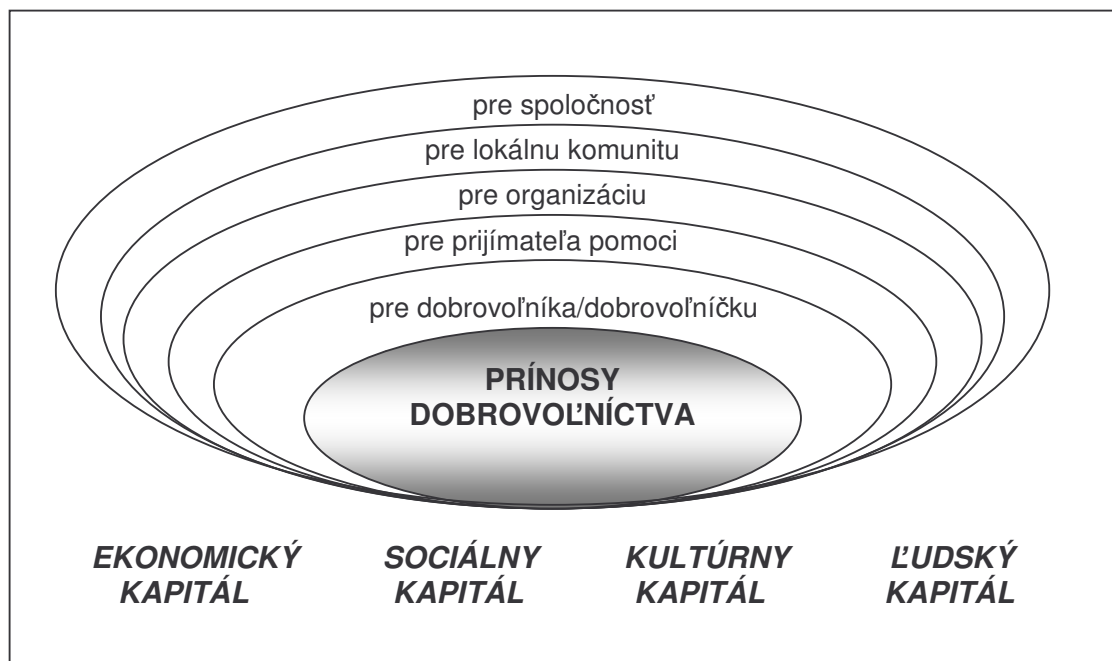 pre spoločnosť
pre lokálnu komunitu
pre organizáciu
pre prijímateľa pomoci
pre dobrovoľníka/dobrovoľníčku
PRÍNOSY
DOBROVOĽNÍCTVA
EKONOMICKÝ KAPITÁL
SOCIÁLNY KAPITÁL
KULTÚRNY KAPITÁL
ĽUDSKÝ KAPITÁL